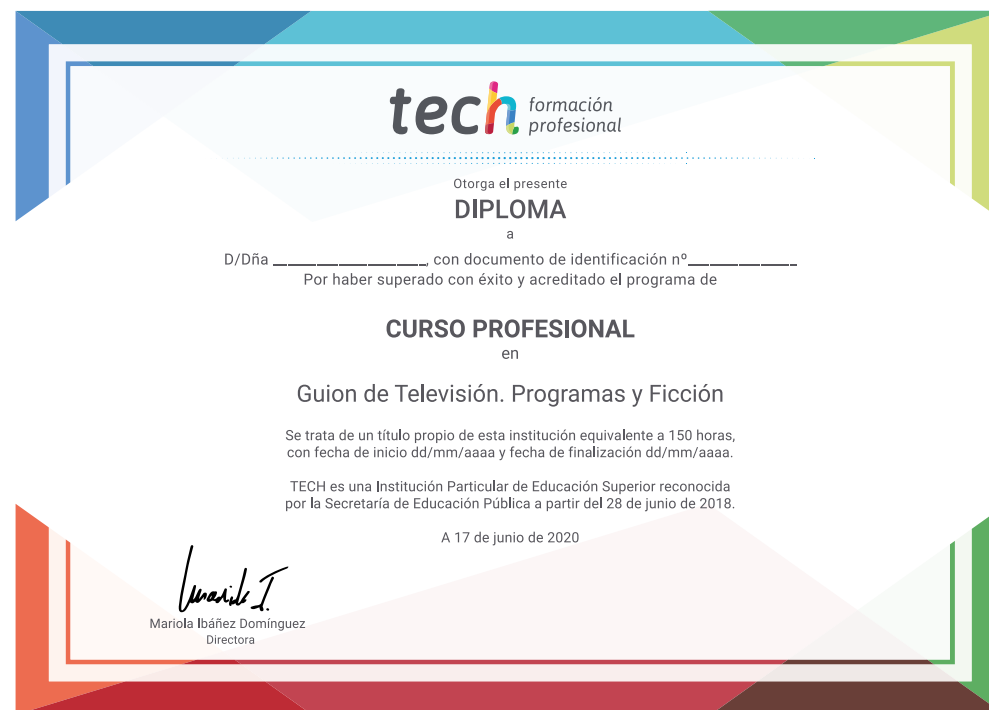 tech formación
profesional
Otorga el presente
DIPLOMA
a
D/Dña ____________________, con documento de identificación nº______________
Por haber superado con éxito y acreditado el programa de
CURSO PROFESIONAL
en
Guion de Televisión. Programas y Ficción
Se trata de un título propio de esta institución equivalente a 150 horas,
con fecha de inicio dd/mm/aaaa y fecha de finalización dd/mm/aaaa.
TECH es una Institución Particular de Educación Superior reconocida
por la Secretaría de Educación Pública a partir del 28 de junio de 2018.
A 17 de junio de 2020
Mariola Ibáñez Domínguez
Directora